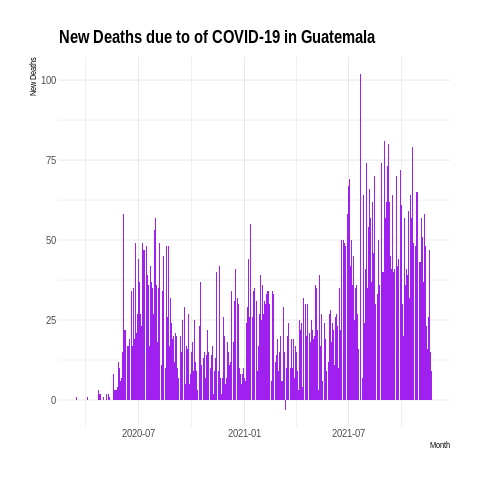 New Deaths due to of COVID-19 in Guatemala
New Deaths
100
75
50
25
0
2020-07
2021-01
2021-07
Month